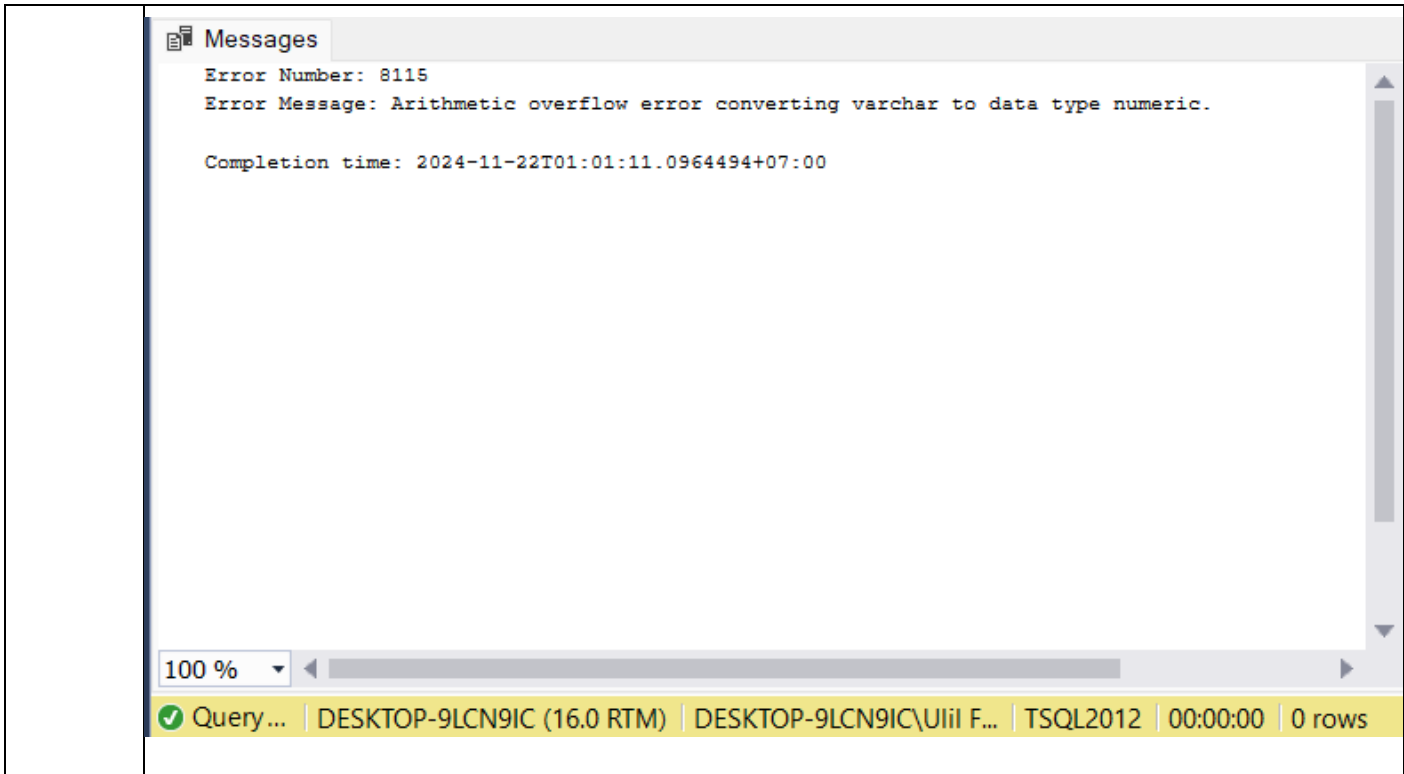 Messages
Error Number: 8115
Error Message: Arithmetic overflow error converting varchar to data type numeric.
Completion time: 2024-11-22T01:01:11.0964494+07:00
100 %
Query... DESKTOP-9LCN9IC (16.0 RTM) DESKTOP-9LCN9IC\Ulil F... TSQL2012 00:00:00 0 rows